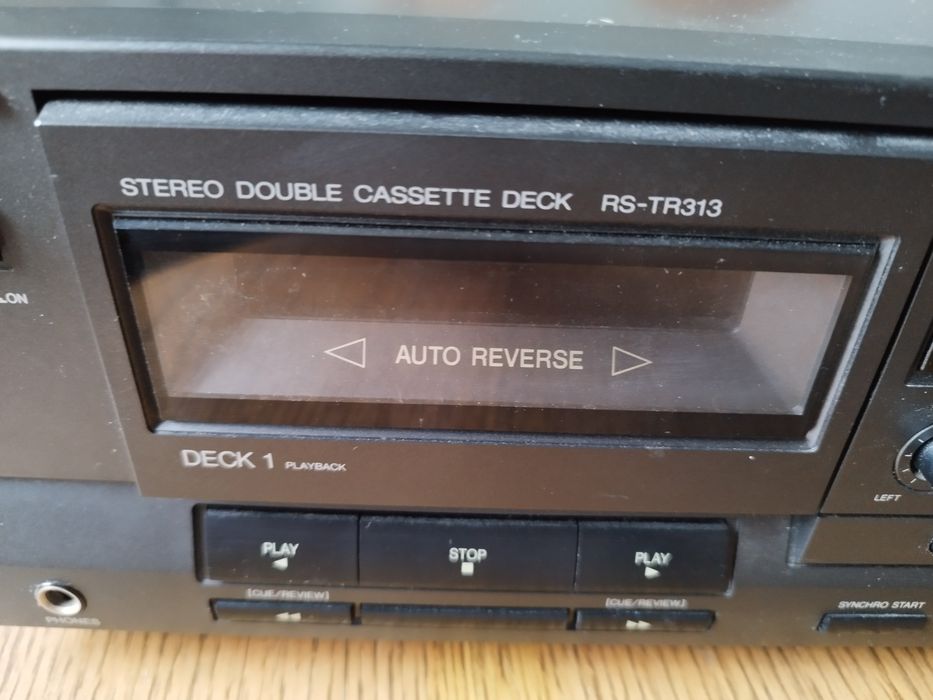 STEREO DOUBLE CASSETTE DECK RS-TR313
ON
AUTO REVERSE
DECK 1 PLAYBACK
LEFT
PLAY STOP PLAY
[CUE/REVIEW] [CUE/REVIEW]
SYNCHRO START
PHONES